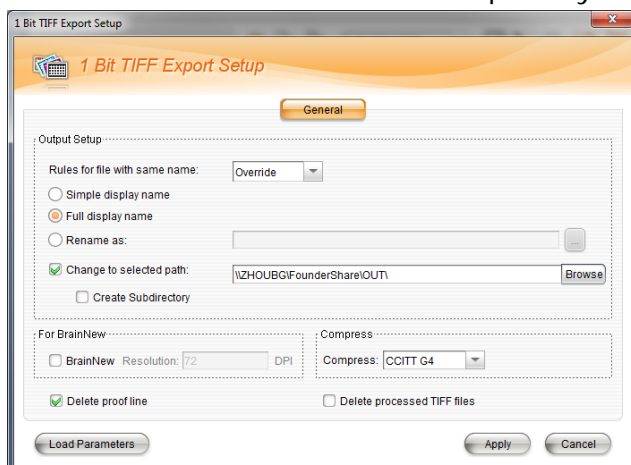 1 Bit TIFF Export Setup
1 Bit TIFF Export Setup
General
Output Setup
Rules for file with same name: Override
Simple display name
Full display name
Rename as: ...
Change to selected path: \\ZHOUBG\FounderShare\OUT\ Browse
Create Subdirectory
For BrainNew
BrainNew Resolution: 72 DPI
Compress
Compress: CCITT G4
Delete proof line
Delete processed TIFF files
Load Parameters
Apply
Cancel